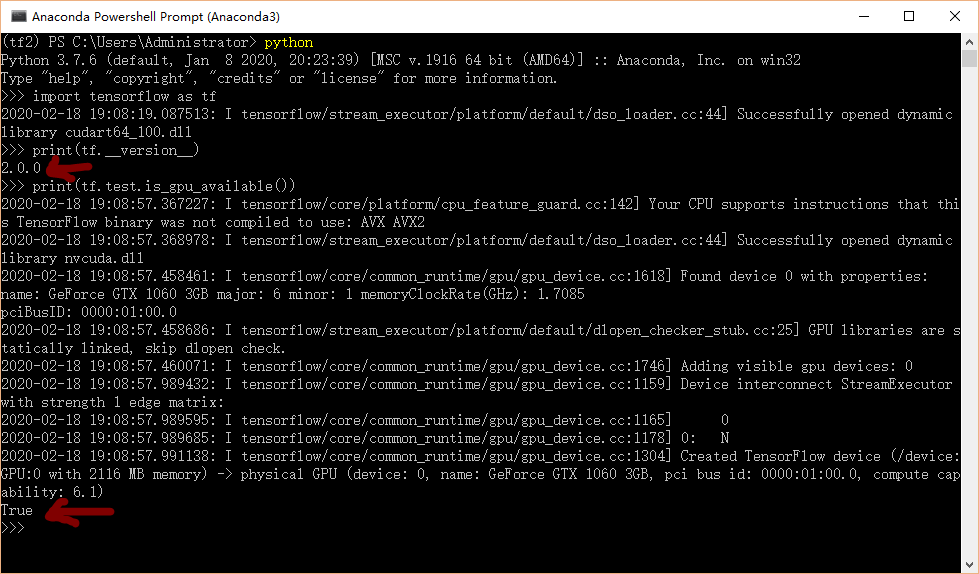 Anaconda Powershell Prompt (Anaconda3)
(tf2) PS C:\Users\Administrator> python
Python 3.7.6 (default, Jan  8 2020, 20:23:39) [MSC v.1916 64 bit (AMD64)] :: Anaconda, Inc. on win32
Type "help", "copyright", "credits" or "license" for more information.
>>> import tensorflow as tf
2020-02-18 19:08:19.087513: I tensorflow/stream_executor/platform/default/dso_loader.cc:44] Successfully opened dynamic
library cudart64_100.dll
>>> print(tf.__version__)
2.0.0
>>> print(tf.test.is_gpu_available())
2020-02-18 19:08:57.367227: I tensorflow/core/platform/cpu_feature_guard.cc:142] Your CPU supports instructions that thi
s TensorFlow binary was not compiled to use: AVX AVX2
2020-02-18 19:08:57.368978: I tensorflow/stream_executor/platform/default/dso_loader.cc:44] Successfully opened dynamic
library nvcuda.dll
2020-02-18 19:08:57.458461: I tensorflow/core/common_runtime/gpu/gpu_device.cc:1618] Found device 0 with properties:
name: GeForce GTX 1060 3GB major: 6 minor: 1 memoryClockRate(GHz): 1.7085
pciBusID: 0000:01:00.0
2020-02-18 19:08:57.458686: I tensorflow/stream_executor/platform/default/dlopen_checker_stub.cc:25] GPU libraries are s
tatically linked, skip dlopen check.
2020-02-18 19:08:57.460071: I tensorflow/core/common_runtime/gpu/gpu_device.cc:1746] Adding visible gpu devices: 0
2020-02-18 19:08:57.989432: I tensorflow/core/common_runtime/gpu/gpu_device.cc:1159] Device interconnect StreamExecutor
with strength 1 edge matrix:
2020-02-18 19:08:57.989595: I tensorflow/core/common_runtime/gpu/gpu_device.cc:1165]      0
2020-02-18 19:08:57.989685: I tensorflow/core/common_runtime/gpu/gpu_device.cc:1178] 0:   N
2020-02-18 19:08:57.991138: I tensorflow/core/common_runtime/gpu/gpu_device.cc:1304] Created TensorFlow device (/device:
GPU:0 with 2116 MB memory) -> physical GPU (device: 0, name: GeForce GTX 1060 3GB, pci bus id: 0000:01:00.0, compute cap
ability: 6.1)
True
>>>